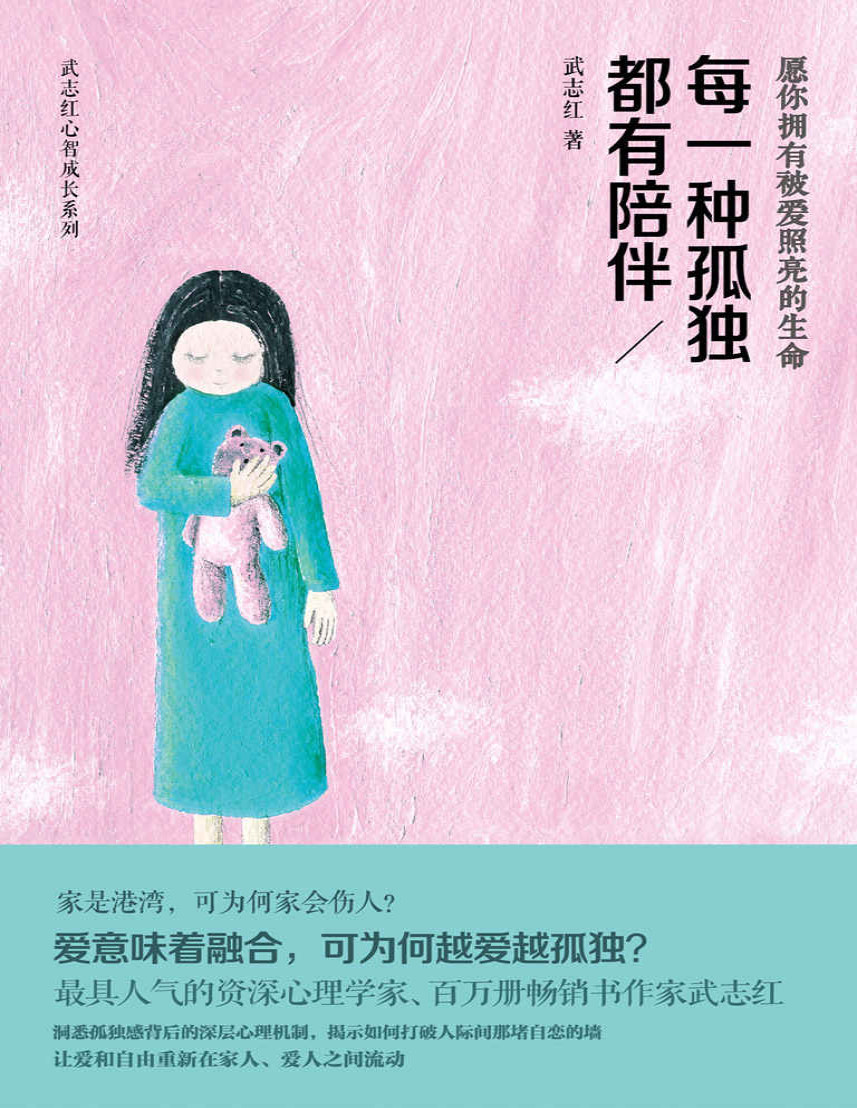 愿你拥有被爱照亮的生命
每一种孤独
都有陪伴
武志红 著
武志红心智成长系列
家是港湾，可为何家会伤人？
爱意味着融合，可为何越爱越孤独？
最具人气的资深心理学家、百万册畅销书作家武志红
洞悉孤独感背后的深层心理机制，揭示如何打破人际间那堵自恋的墙
让爱和自由重新在家人、爱人之间流动